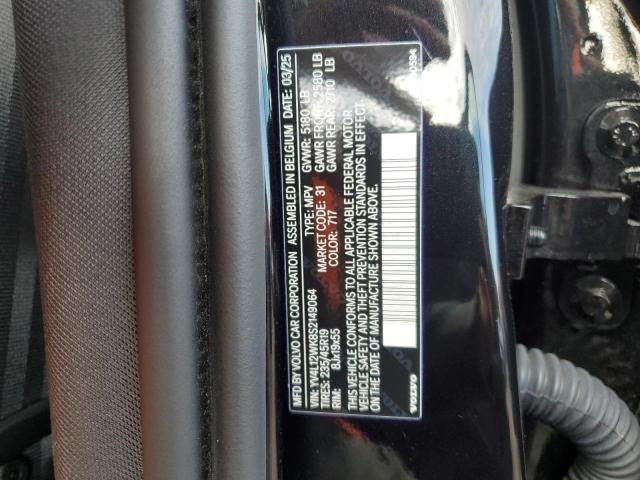 MFD BY VOLVO CAR CORPORATION ASSEMBLED IN BELGIUM DATE: 03/25
VIN: YV4L12WK8S2149064 TYPE: MPV GVWR: 5180 LB
TIRES: 235/45R19 MARKET CODE: 31 GAWR FRONT: 2580 LB
RIM: 8Jx19x55 COLOR: 717 GAWR REAR: 2710 LB
THIS VEHICLE CONFORMS TO ALL APPLICABLE FEDERAL MOTOR
VEHICLE SAFETY AND THEFT PREVENTION STANDARDS IN EFFECT
ON THE DATE OF MANUFACTURE SHOWN ABOVE.
VOLVO